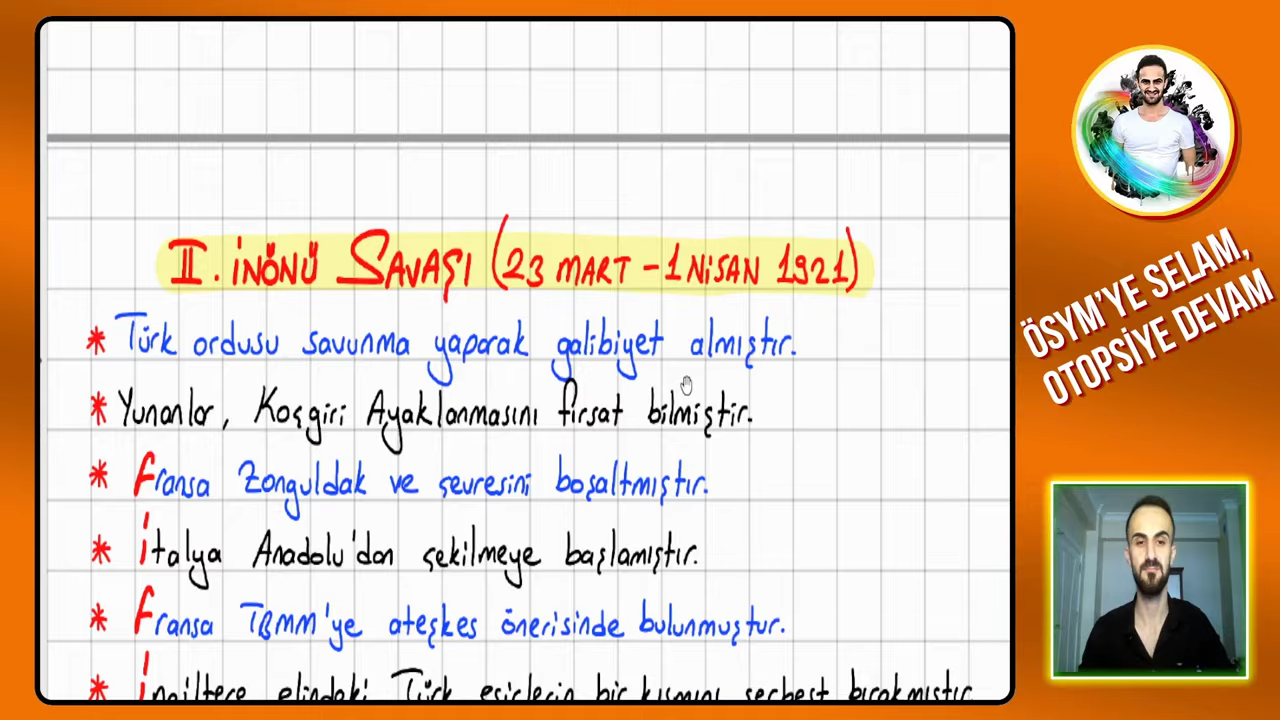 II. İNÖNÜ SAVAŞI (23 MART - 1 NİSAN 1921)
* Türk ordusu savunma yaparak galibiyet almıştır.
* Yunanlar, Koçgiri Ayaklanmasını fırsat bilmiştir.
* Fransa Zonguldak ve çevresini boşaltmıştır.
* İtalya Anadolu'dan çekilmeye başlamıştır.
* Fransa TBMM'ye ateşkes önerisinde bulunmuştur.
* İngiltere elindeki Türk esirlerin bir kısmını serbest bırakmıştır
ÖSYM'YE SELAM,
OTOPSİYE DEVAM